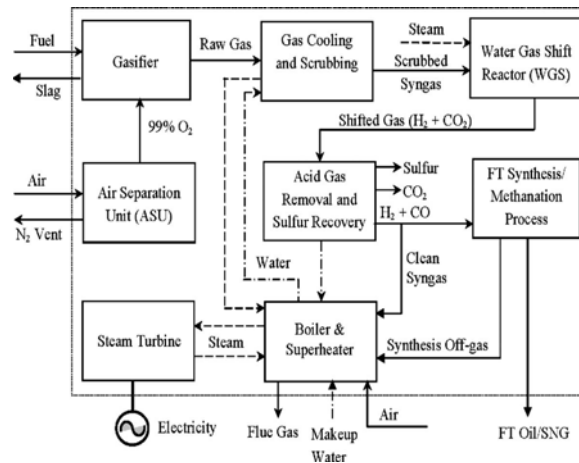 Fuel
Slag
Gasifier
Raw Gas
Gas Cooling
and Scrubbing
Steam
Scrubbed
Syngas
Water Gas Shift
Reactor (WGS)
99% O₂
Shifted Gas (H₂ + CO₂)
Air
N₂ Vent
Air Separation
Unit (ASU)
Acid Gas
Removal and
Sulfur Recovery
Sulfur
CO₂
H₂ + CO
FT Synthesis/
Methanation
Process
Water
Clean
Syngas
Steam Turbine
Steam
Boiler &
Superheater
Synthesis Off-gas
Electricity
Flue Gas
Makeup
Water
Air
FT Oil/SNG